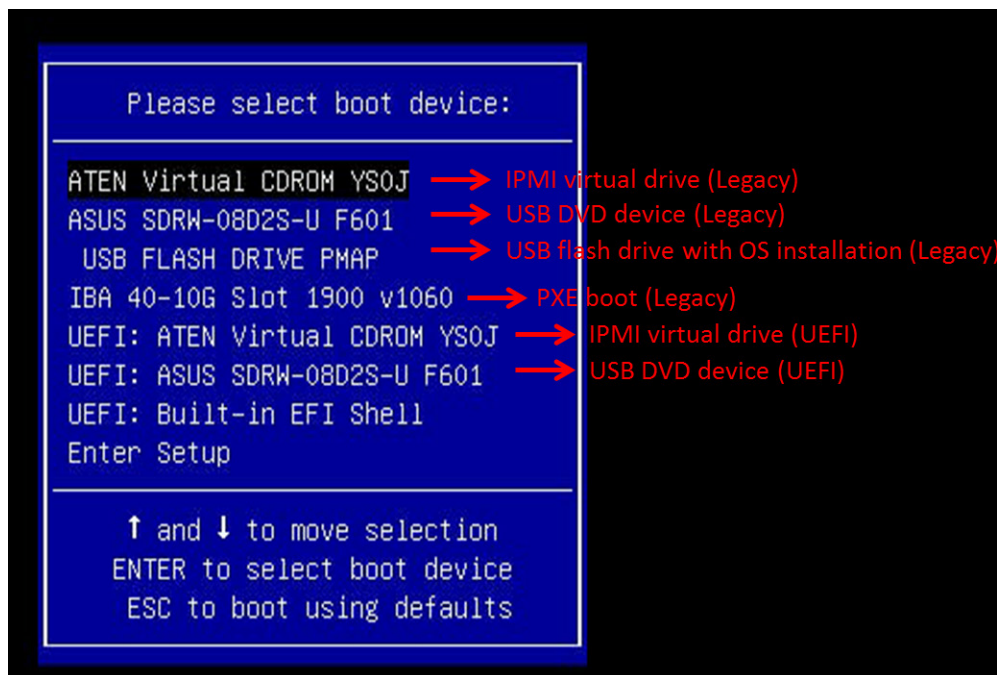 Please select boot device:
ATEN Virtual CDROM YS0J → IPMI virtual drive (Legacy)
ASUS SDRW-08D2S-U F601 → USB DVD device (Legacy)
USB FLASH DRIVE PMAP → USB flash drive with OS installation (Legacy)
IBA 40-10G Slot 1900 v1060 → PXE boot (Legacy)
UEFI: ATEN Virtual CDROM YS0J → IPMI virtual drive (UEFI)
UEFI: ASUS SDRW-08D2S-U F601 → USB DVD device (UEFI)
UEFI: Built-in EFI Shell
Enter Setup
↑ and ↓ to move selection
ENTER to select boot device
ESC to boot using defaults